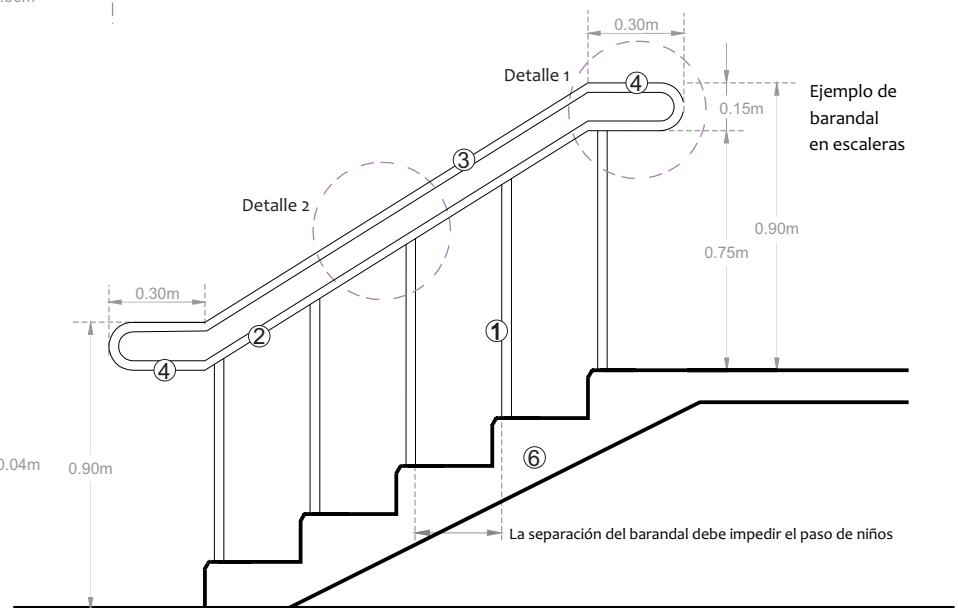 0.30m
Detalle 1
④
Ejemplo de
barandal
en escaleras
0.15m
③
Detalle 2
0.90m
0.75m
0.30m
①
②
④
0.04m
0.90m
⑥
La separación del barandal debe impedir el paso de niños